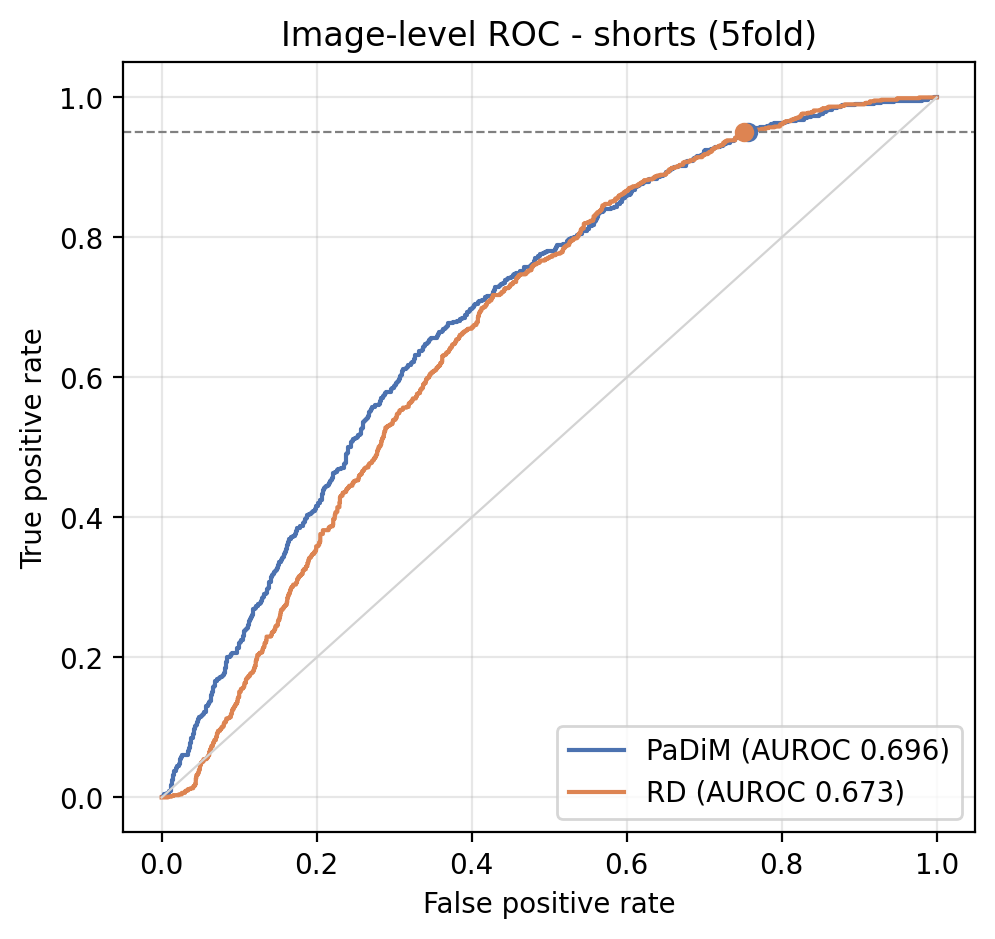 Image-level ROC - shorts (5fold)
True positive rate
1.0
0.8
0.6
0.4
0.2
0.0
PaDiM (AUROC 0.696)
RD (AUROC 0.673)
0.0 0.2 0.4 0.6 0.8 1.0
False positive rate